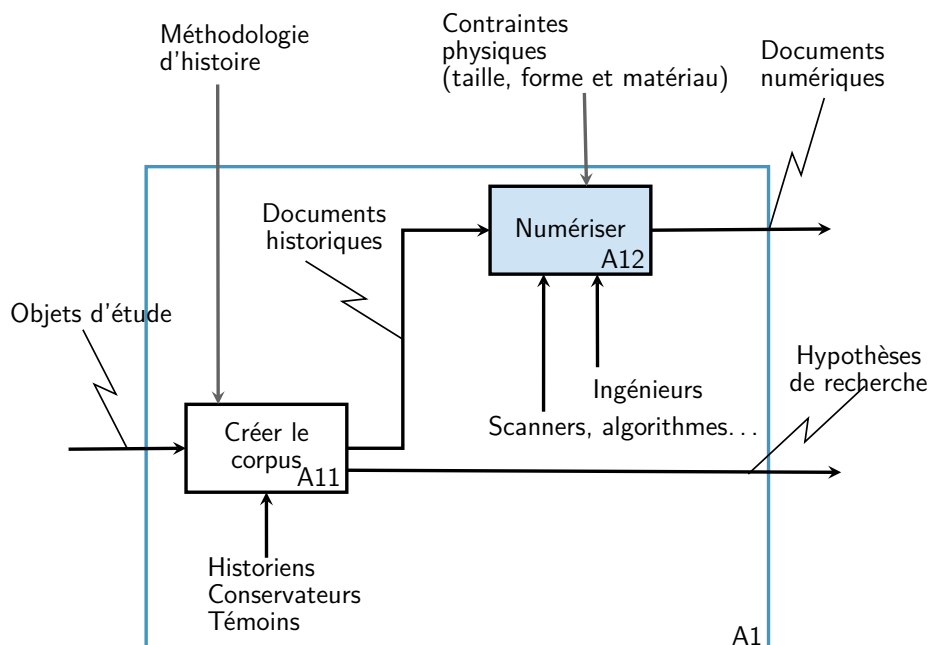 Méthodologie
d'histoire
Contraintes
physiques
(taille, forme et matériau)
Documents
numériques
Documents
historiques
Numériser
A12
Objets d'étude
Ingénieurs
Scanners, algorithmes...
Hypothèses
de recherche
Créer le
corpus
A11
Historiens
Conservateurs
Témoins
A1